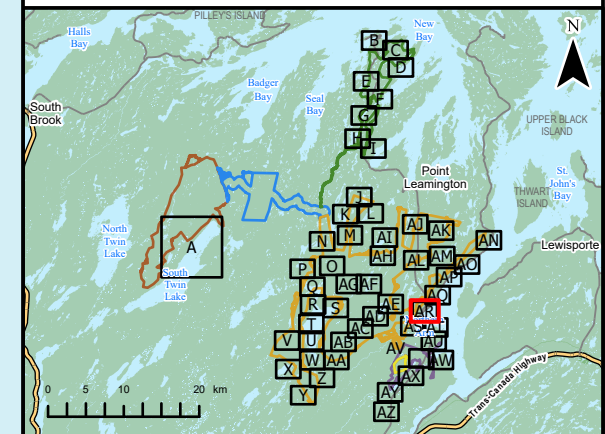 PILLEY'S ISLAND
Halls
Bay
New
Bay
N
B
C
D
Badger
Bay
Seal
Bay
E
F
G
South
Brook
UPPER BLACK
ISLAND
H
I
Point
Leamington
St.
John's
Bay
THWART
ISLAND
J
K
L
AJ
AK
North
Twin
Lake
A
N
M
AI
AN
Lewisporte
AH
AL
AM
AO
P
O
AP
South
Twin
Lake
Q
AG
AF
AQ
R
S
AE
AR
AD
T
AC
AS
AT
V
U
AB
AV
AU
W
AA
AW
X
Z
AX
Y
AY
AZ
0
5
10
20 km
Trans-Canada Highway